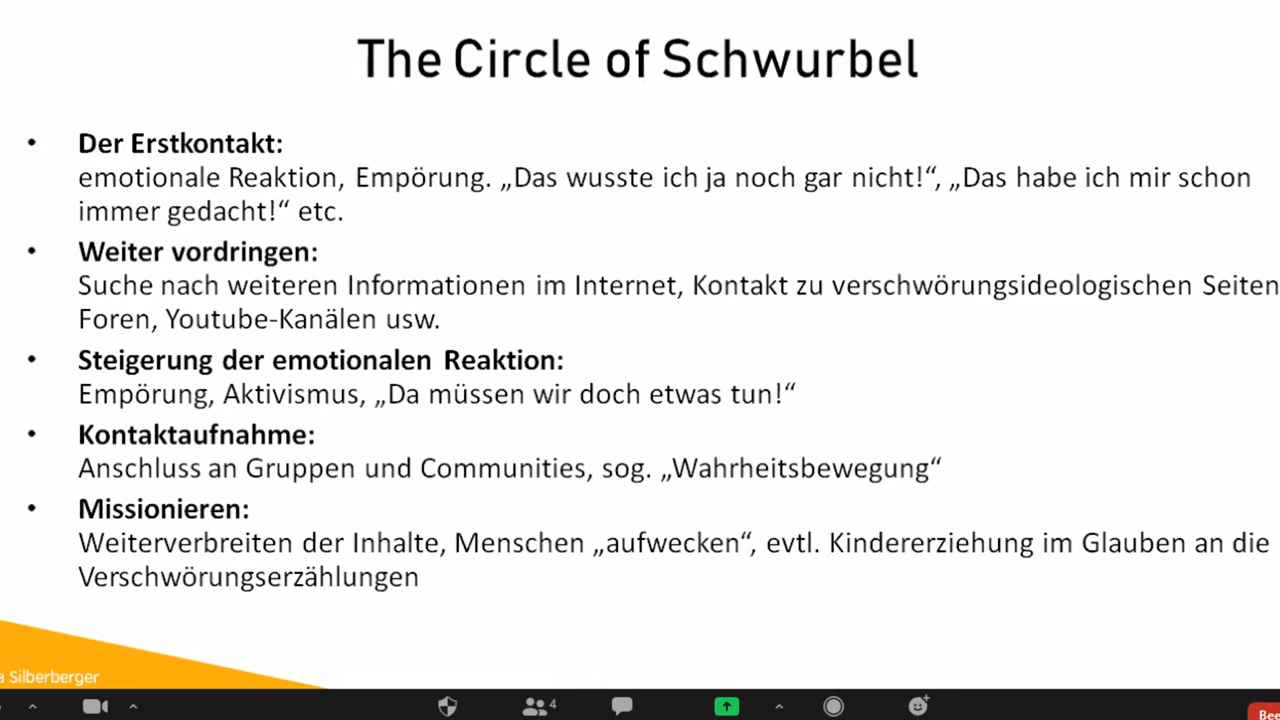 The Circle of Schwurbel
• Der Erstkontakt:
emotionale Reaktion, Empörung. „Das wusste ich ja noch gar nicht!“, „Das habe ich mir schon
immer gedacht!“ etc.
• Weiter vordringen:
Suche nach weiteren Informationen im Internet, Kontakt zu verschwörungsideologischen Seiten
Foren, Youtube-Kanälen usw.
• Steigerung der emotionalen Reaktion:
Empörung, Aktivismus, „Da müssen wir doch etwas tun!“
• Kontaktaufnahme:
Anschluss an Gruppen und Communities, sog. „Wahrheitsbewegung“
• Missionieren:
Weiterverbreiten der Inhalte, Menschen „aufwecken“, evtl. Kindererziehung im Glauben an die
Verschwörungserzählungen
a Silberberger
4